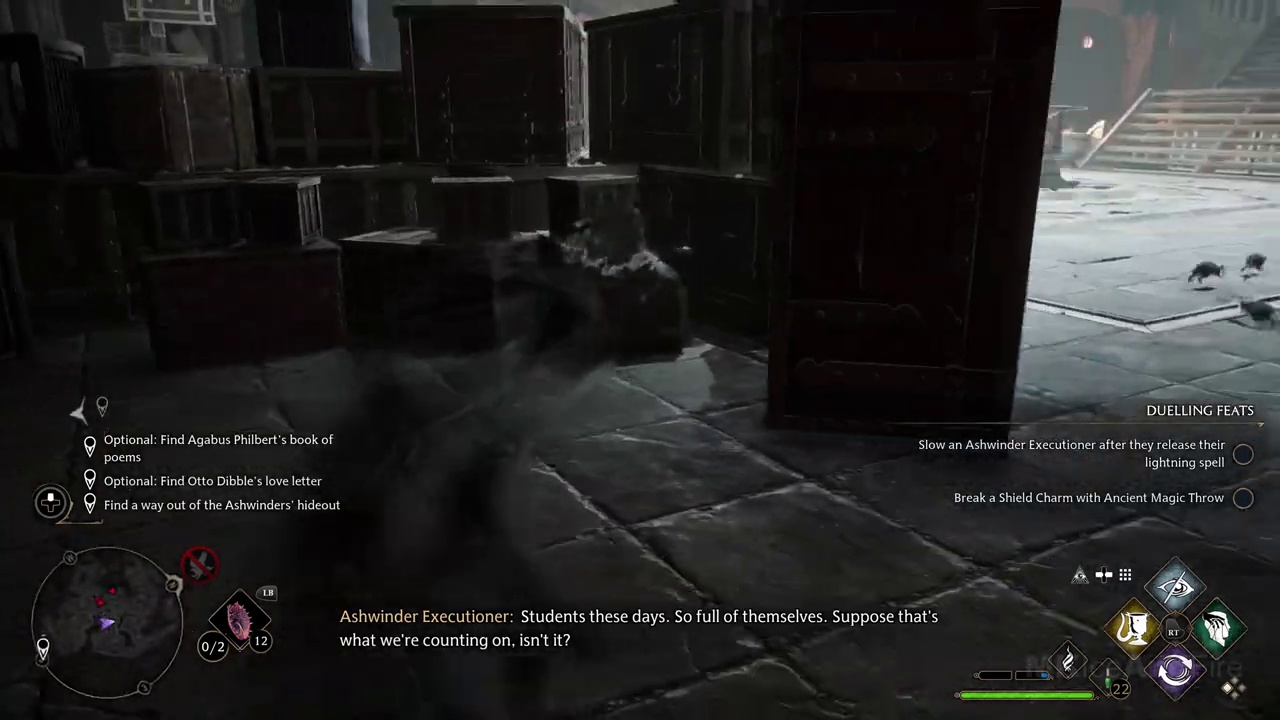 DUELLING FEATS
Optional: Find Agabus Philbert's book of
poems
Optional: Find Otto Dibble's love letter
Find a way out of the Ashwinders' hideout
Slow an Ashwinder Executioner after they release their
lightning spell
Break a Shield Charm with Ancient Magic Throw
LB
0/2
12
Ashwinder Executioner: Students these days. So full of themselves. Suppose that's
what we're counting on, isn't it?
RT
22